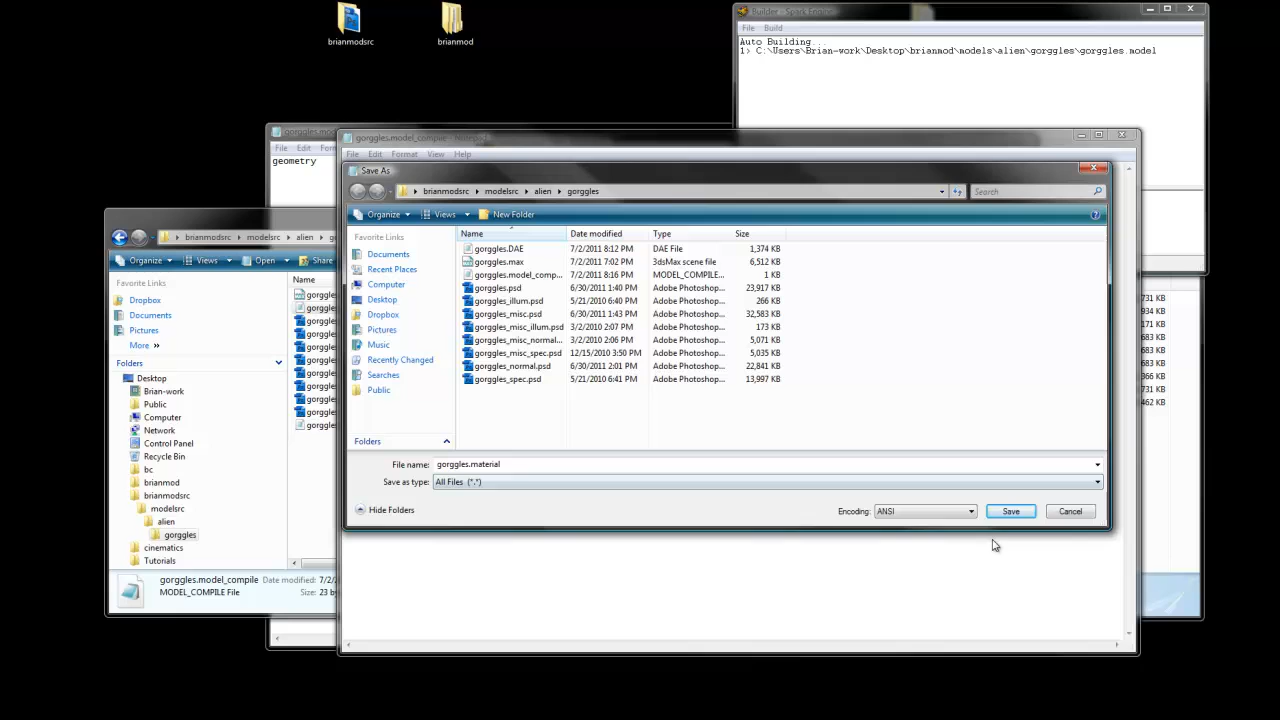 brianmodsrc
brianmod
Builder - Spark Engine
File Build
Auto Building...
1> C:\Users\Brian-work\Desktop\brianmod\models\alien\gorggles\gorggles.model
File Edit
geometry
gorggles.model_compile - Notepad
File Edit Format View Help
Save As
brianmodsrc modelsrc alien gorggles
Search
Organize Views New Folder
Favorite Links
Documents
Recent Places
Computer
Desktop
Dropbox
Pictures
Music
Recently Changed
Searches
Public
Folders
Name Date modified Type Size
gorggles.DAE 7/2/2011 8:12 PM DAE File 1,374 KB
gorggles.max 7/2/2011 7:02 PM 3dsMax scene file 6,512 KB
gorggles.model_comp... 7/2/2011 8:16 PM MODEL_COMPILE... 1 KB
gorggles.psd 6/30/2011 1:40 PM Adobe Photoshop... 23,917 KB
gorggles_illum.psd 5/21/2010 6:40 PM Adobe Photoshop... 266 KB
gorggles_misc.psd 6/30/2011 1:43 PM Adobe Photoshop... 32,583 KB
gorggles_misc_illum.psd 3/2/2010 2:07 PM Adobe Photoshop... 173 KB
gorggles_misc_normal... 3/2/2010 2:06 PM Adobe Photoshop... 5,071 KB
gorggles_misc_spec.psd 12/15/2010 3:50 PM Adobe Photoshop... 5,035 KB
gorggles_normal.psd 6/30/2011 2:01 PM Adobe Photoshop... 22,841 KB
gorggles_spec.psd 5/21/2010 6:41 PM Adobe Photoshop... 13,997 KB
File name: gorggles.material
Save as type: All Files (*.*)
Hide Folders
Encoding: ANSI
Save
Cancel
brianmodsrc modelsrc alien
Organize Views Open Share
Favorite Links
Dropbox
Documents
Pictures
More »
Folders
Desktop
Brian-work
Public
Computer
Network
Control Panel
Recycle Bin
bc
brianmod
brianmodsrc
modelsrc
alien
gorggles
cinematics
Tutorials
Name
gorggles
gorggles
gorggles
gorggles
gorggles
gorggles
gorggles
gorggles
gorggles
gorggles
gorggles
gorggles.model_compile Date modified: 7/2/
MODEL_COMPILE File Size: 23 b
731 KB
934 KB
171 KB
683 KB
683 KB
683 KB
366 KB
731 KB
462 KB